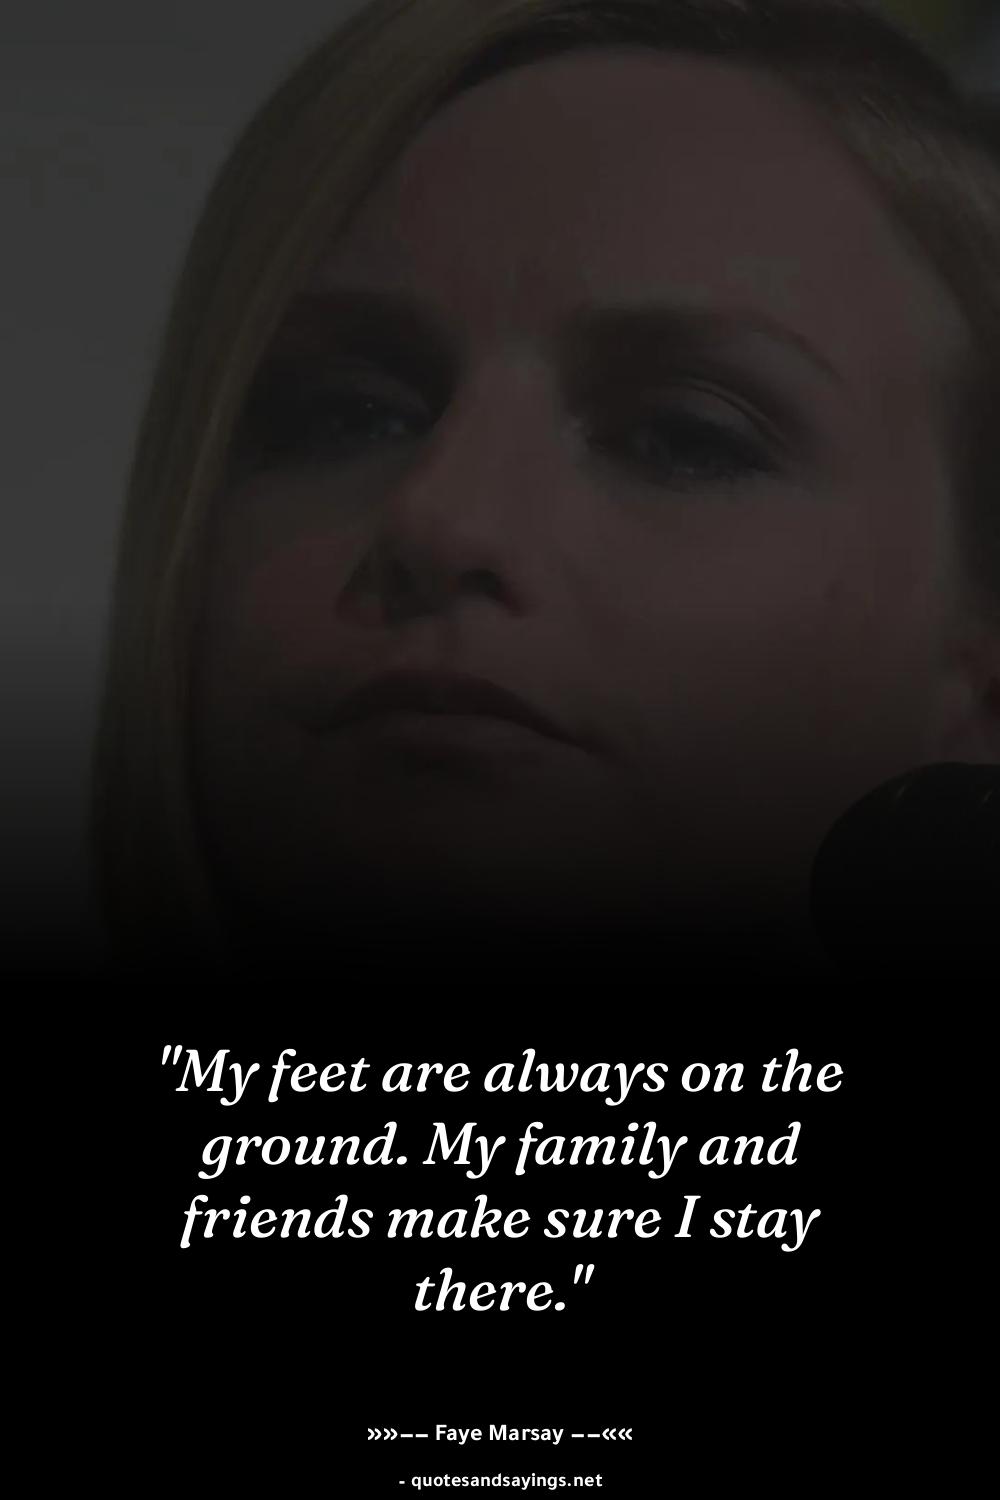 "My feet are always on the
ground. My family and
friends make sure I stay
there."
»»–– Faye Marsay ––««
- quotesandsayings.net